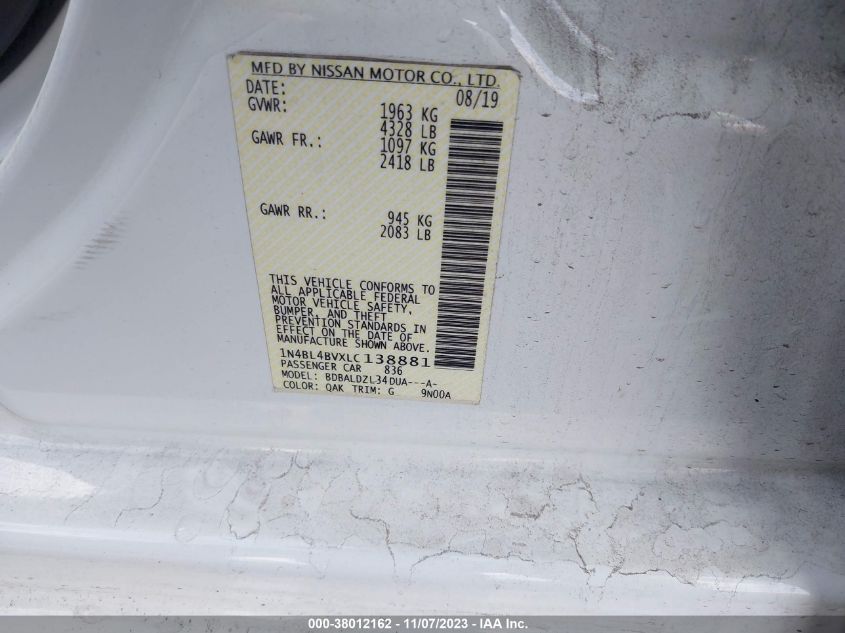 MFD BY NISSAN MOTOR CO., LTD.
DATE: 08/19
GVWR: 1963 KG
4328 LB
GAWR FR.: 1097 KG
2418 LB
GAWR RR.: 945 KG
2083 LB
THIS VEHICLE CONFORMS TO
ALL APPLICABLE FEDERAL
MOTOR VEHICLE SAFETY,
BUMPER, AND THEFT
PREVENTION STANDARDS IN
EFFECT ON THE DATE OF
MANUFACTURE SHOWN ABOVE.
1N4BL4BVXLC138881
PASSENGER CAR 836
MODEL: BDBALDZL34DUA---A-
COLOR: QAK TRIM: G 9N00A
000-38012162 - 11/07/2023 - IAA Inc.